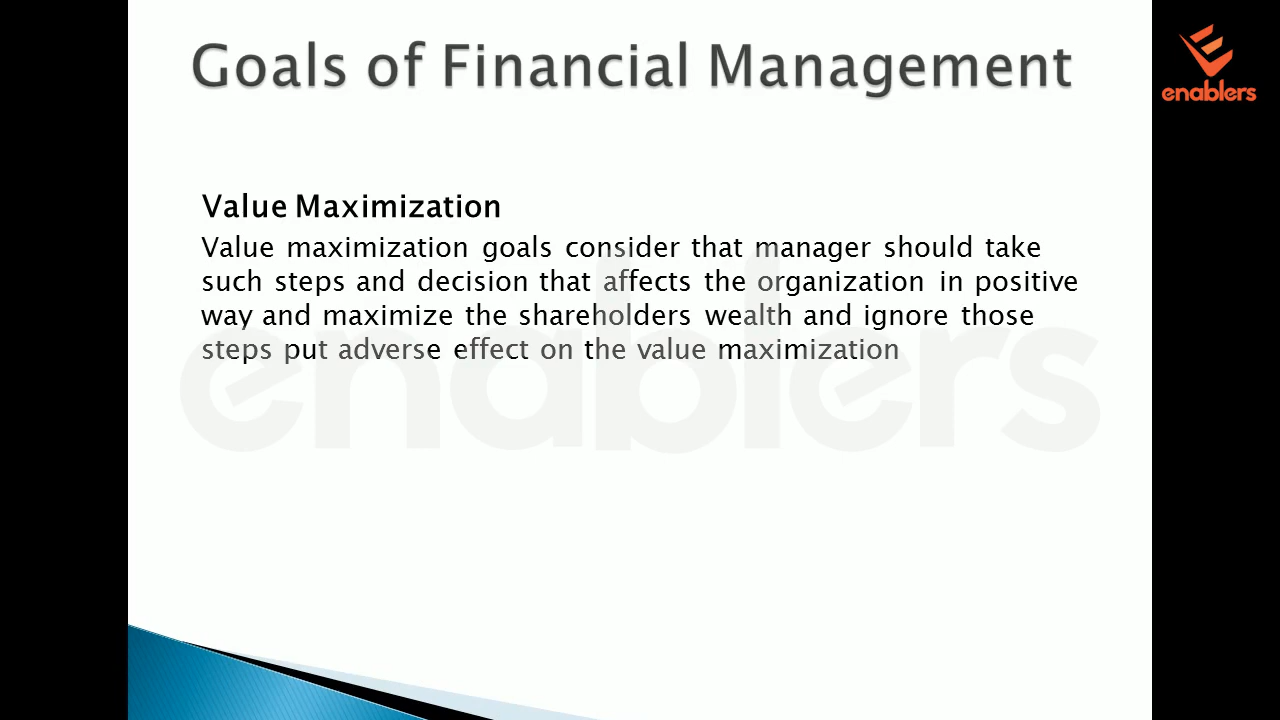 Goals of Financial Management
enablers
Value Maximization
Value maximization goals consider that manager should take
such steps and decision that affects the organization in positive
way and maximize the shareholders wealth and ignore those
steps put adverse effect on the value maximization
enablers